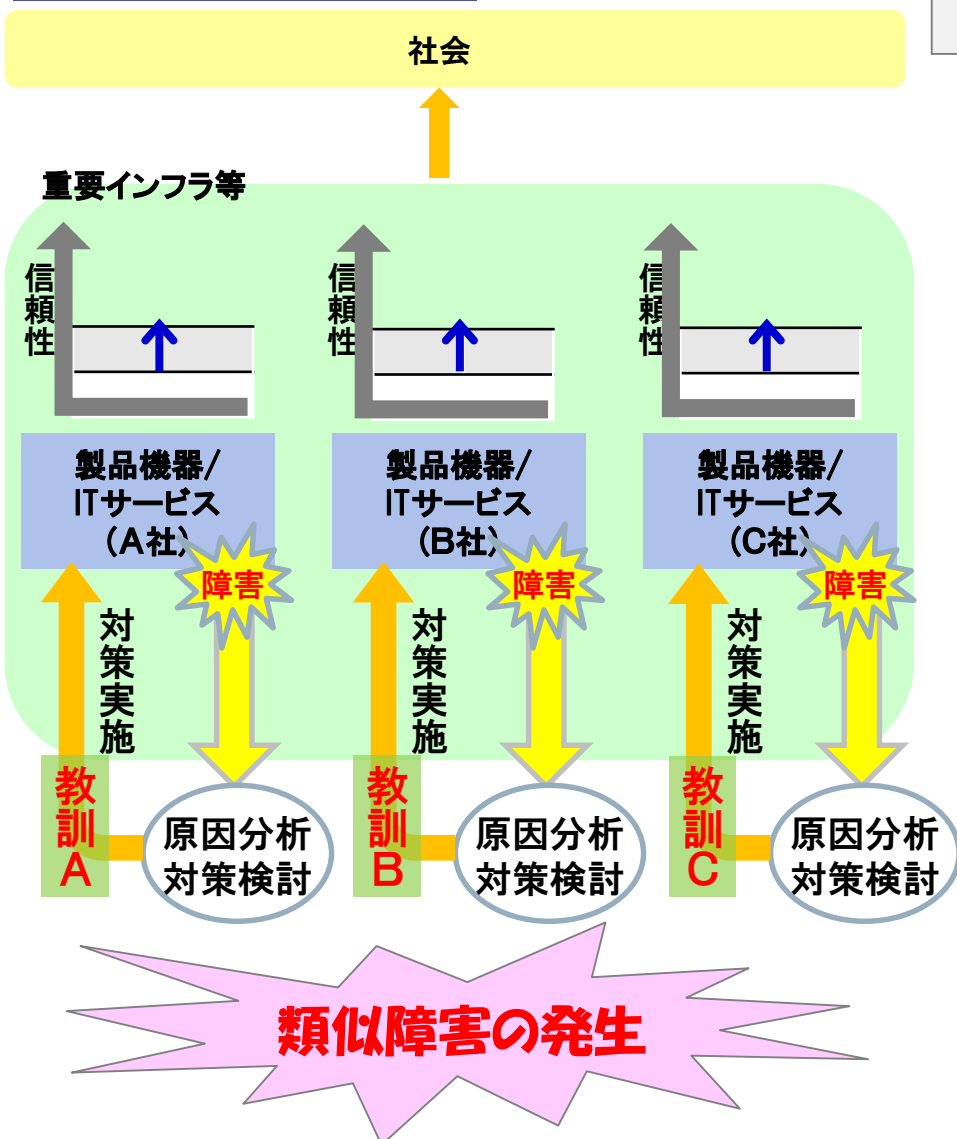 社会
重要インフラ等
信頼性
信頼性
信頼性
製品機器/
ITサービス
(A社)
製品機器/
ITサービス
(B社)
製品機器/
ITサービス
(C社)
障害
障害
障害
対策実施
対策実施
対策実施
教訓A
教訓B
教訓C
原因分析
対策検討
原因分析
対策検討
原因分析
対策検討
類似障害の発生